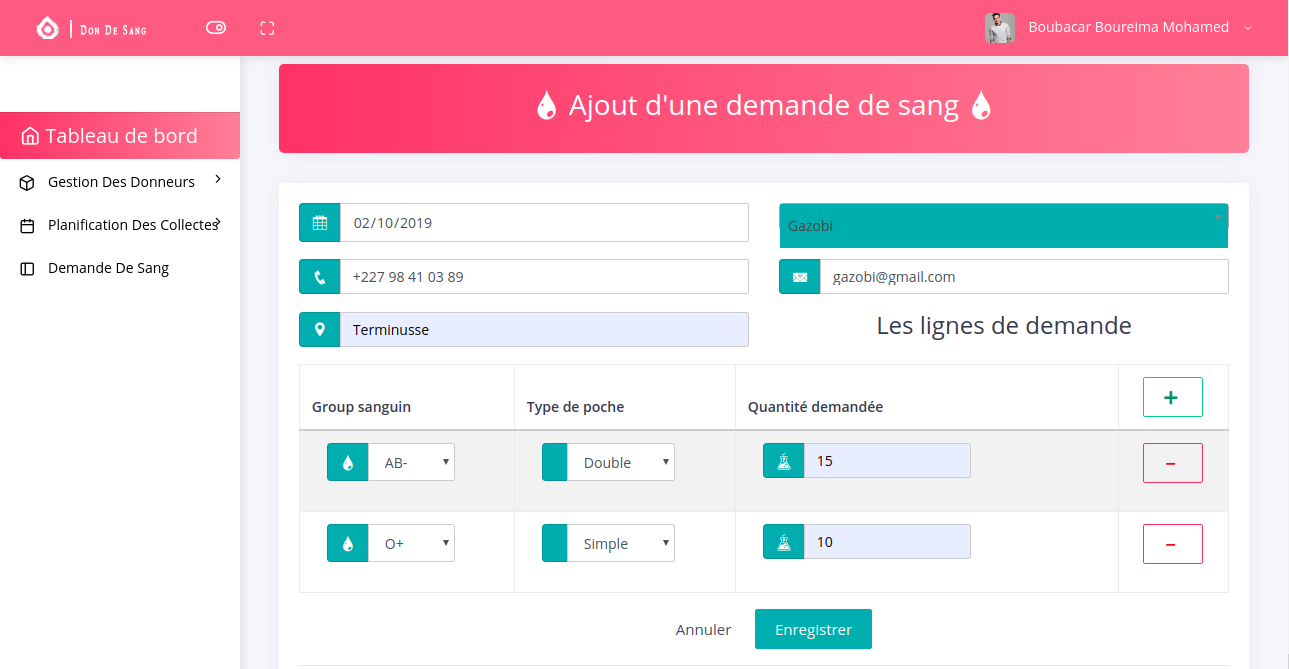 Don De Sang
Boubacar Boureima Mohamed
Ajout d'une demande de sang
Tableau de bord
Gestion Des Donneurs
Planification Des Collectes
Demande De Sang
02/10/2019
Gazobi
+227 98 41 03 89
gazobi@gmail.com
Terminusse
Les lignes de demande
Group sanguin
Type de poche
Quantité demandée
+
AB-
Double
15
−
O+
Simple
10
−
Annuler
Enregistrer